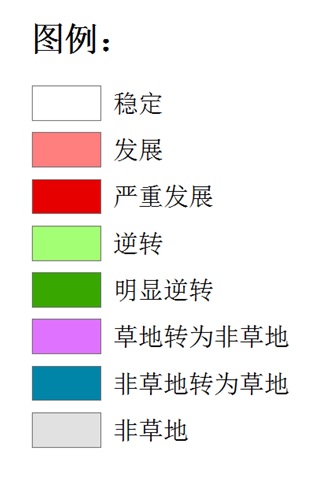 图例：
稳定
发展
严重发展
逆转
明显逆转
草地转为非草地
非草地转为草地
非草地